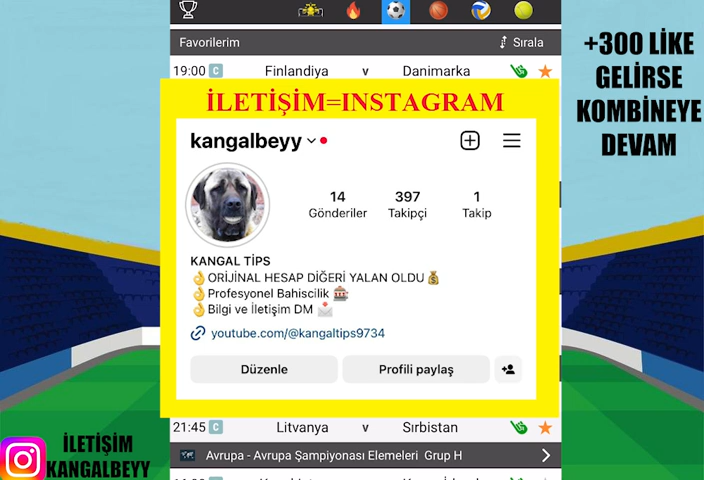 Favorilerim
Sırala
19:00 C Finlandiya v Danimarka
İLETİŞİM=INSTAGRAM
kangalbeyy
14 397 1
Gönderiler Takipçi Takip
KANGAL TİPS
👌ORİJİNAL HESAP DİĞERİ YALAN OLDU💰
👌Profesyonel Bahiscilik 🎰
👌Bilgi ve İletişim DM 📩
youtube.com/@kangaltips9734
Düzenle
Profili paylaş
21:45 C Litvanya v Sırbistan
Avrupa - Avrupa Şampiyonası Elemeleri Grup H
+300 LİKE
GELİRSE
KOMBİNEYE
DEVAM
İLETİŞİM
KANGALBEYY